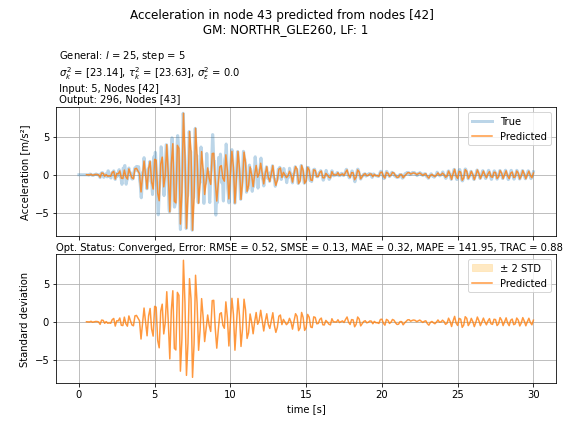 Acceleration in node 43 predicted from nodes [42]
GM: NORTHR_GLE260, LF: 1
General: l = 25, step = 5
σ²ₖ = [23.14], τ²ₖ = [23.63], σ²ε = 0.0
Input: 5, Nodes [42]
Output: 296, Nodes [43]
Acceleration [m/s²]
5
0
−5
True
Predicted
Opt. Status: Converged, Error: RMSE = 0.52, SMSE = 0.13, MAE = 0.32, MAPE = 141.95, TRAC = 0.88
Standard deviation
5
0
−5
± 2 STD
Predicted
0 5 10 15 20 25 30
time [s]